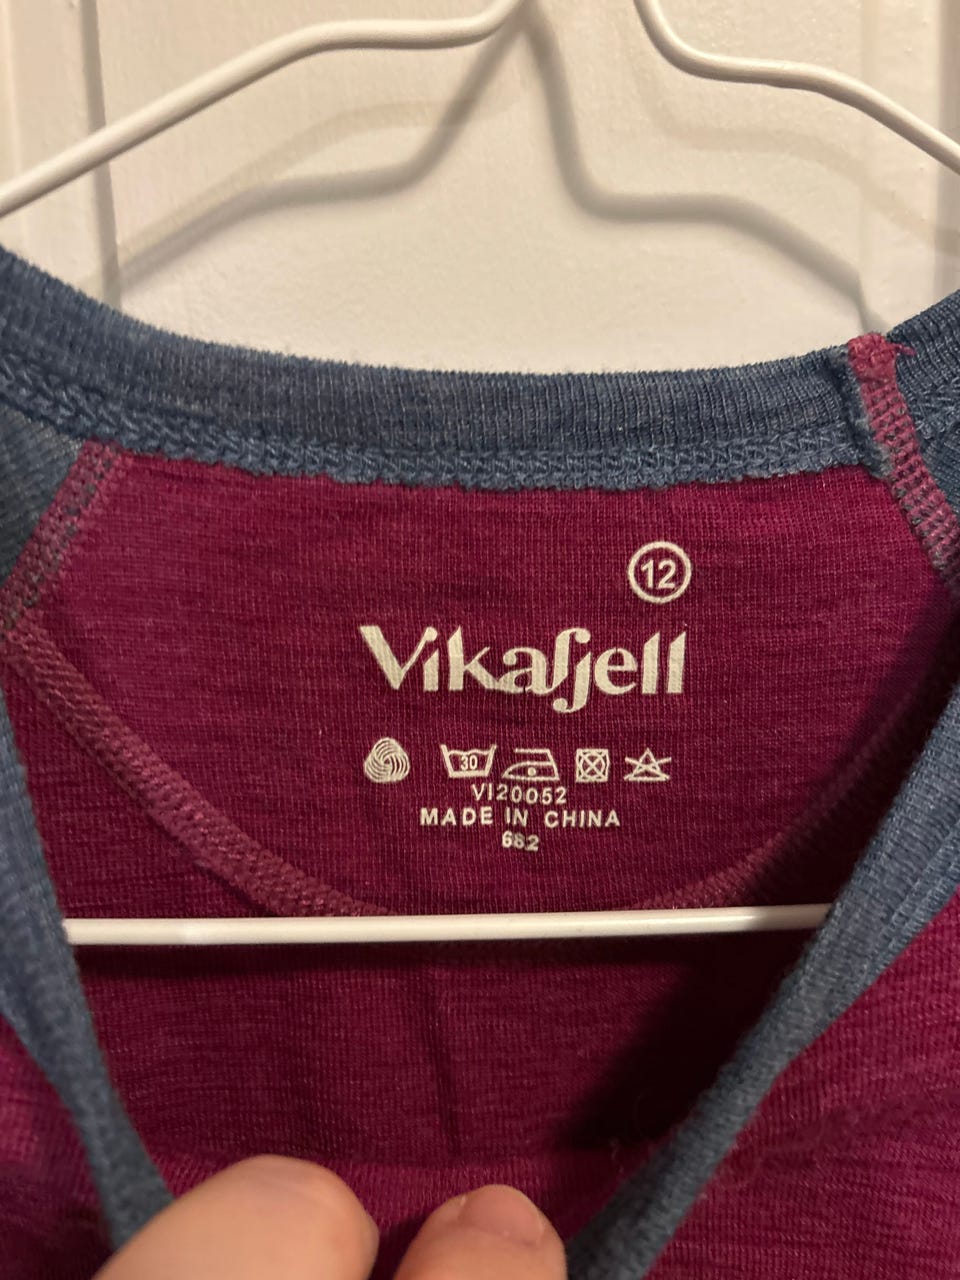 12
Vikafjell
30
VI20052
MADE IN CHINA
682